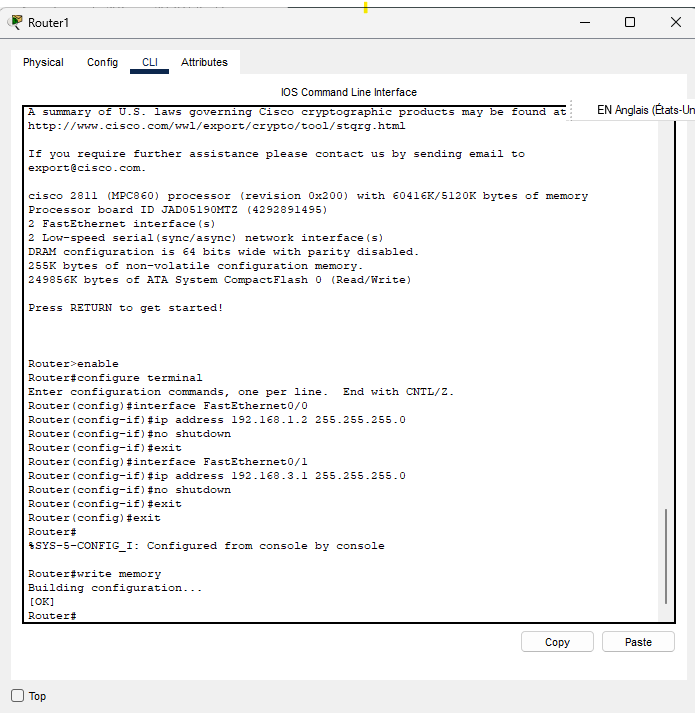 Router1
Physical Config CLI Attributes
IOS Command Line Interface
EN Anglais (États-Un
A summary of U.S. laws governing Cisco cryptographic products may be found at
http://www.cisco.com/wwl/export/crypto/tool/stqrg.html
If you require further assistance please contact us by sending email to
export@cisco.com.
cisco 2811 (MPC860) processor (revision 0x200) with 60416K/5120K bytes of memory
Processor board ID JAD05190MTZ (4292891495)
2 FastEthernet interface(s)
2 Low-speed serial(sync/async) network interface(s)
DRAM configuration is 64 bits wide with parity disabled.
255K bytes of non-volatile configuration memory.
249856K bytes of ATA System CompactFlash 0 (Read/Write)
Press RETURN to get started!
Router>enable
Router#configure terminal
Enter configuration commands, one per line.  End with CNTL/Z.
Router(config)#interface FastEthernet0/0
Router(config-if)#ip address 192.168.1.2 255.255.255.0
Router(config-if)#no shutdown
Router(config-if)#exit
Router(config)#interface FastEthernet0/1
Router(config-if)#ip address 192.168.3.1 255.255.255.0
Router(config-if)#no shutdown
Router(config-if)#exit
Router(config)#exit
Router#
%SYS-5-CONFIG_I: Configured from console by console
Router#write memory
Building configuration...
[OK]
Router#
Copy Paste
Top